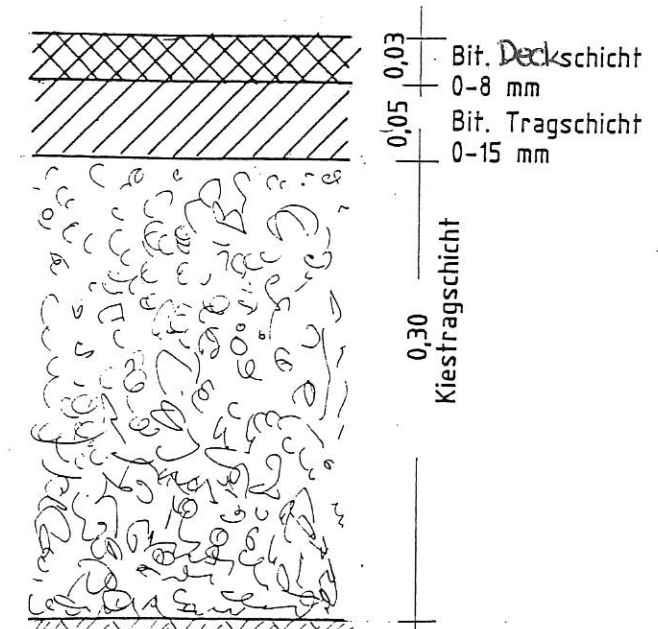 0,03
Bit. Deckschicht
0-8 mm
0,05
Bit. Tragschicht
0-15 mm
0,30
Kiestragschicht